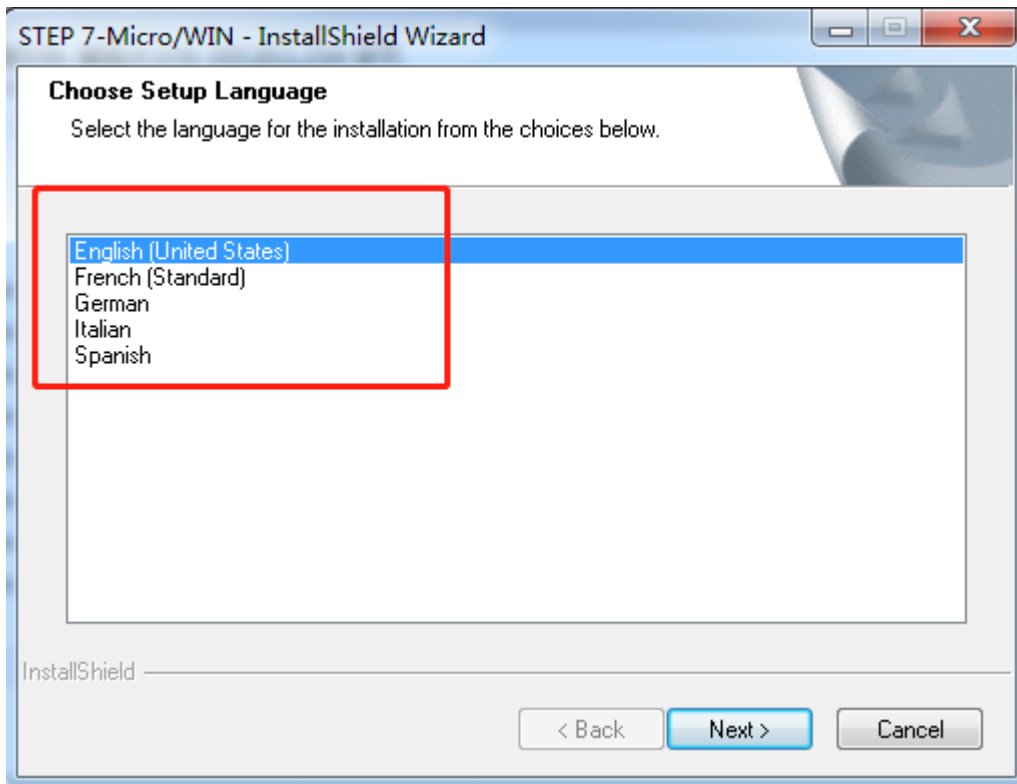 STEP 7-Micro/WIN - InstallShield Wizard
Choose Setup Language
Select the language for the installation from the choices below.
English (United States)
French (Standard)
German
Italian
Spanish
InstallShield
< Back
Next >
Cancel